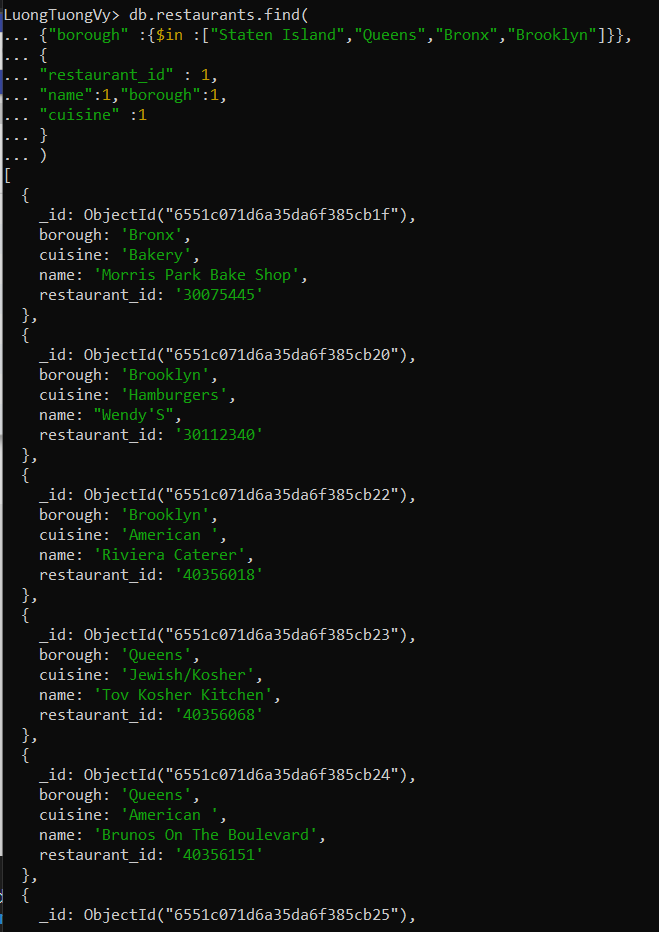 LuongTuongVy> db.restaurants.find(
... {"borough" :{$in :["Staten Island","Queens","Bronx","Brooklyn"]}},
... {
... "restaurant_id" : 1,
... "name":1,"borough":1,
... "cuisine" :1
... }
... )
[
  {
    _id: ObjectId("6551c071d6a35da6f385cb1f"),
    borough: 'Bronx',
    cuisine: 'Bakery',
    name: 'Morris Park Bake Shop',
    restaurant_id: '30075445'
  },
  {
    _id: ObjectId("6551c071d6a35da6f385cb20"),
    borough: 'Brooklyn',
    cuisine: 'Hamburgers',
    name: "Wendy'S",
    restaurant_id: '30112340'
  },
  {
    _id: ObjectId("6551c071d6a35da6f385cb22"),
    borough: 'Brooklyn',
    cuisine: 'American ',
    name: 'Riviera Caterer',
    restaurant_id: '40356018'
  },
  {
    _id: ObjectId("6551c071d6a35da6f385cb23"),
    borough: 'Queens',
    cuisine: 'Jewish/Kosher',
    name: 'Tov Kosher Kitchen',
    restaurant_id: '40356068'
  },
  {
    _id: ObjectId("6551c071d6a35da6f385cb24"),
    borough: 'Queens',
    cuisine: 'American ',
    name: 'Brunos On The Boulevard',
    restaurant_id: '40356151'
  },
  {
    _id: ObjectId("6551c071d6a35da6f385cb25"),